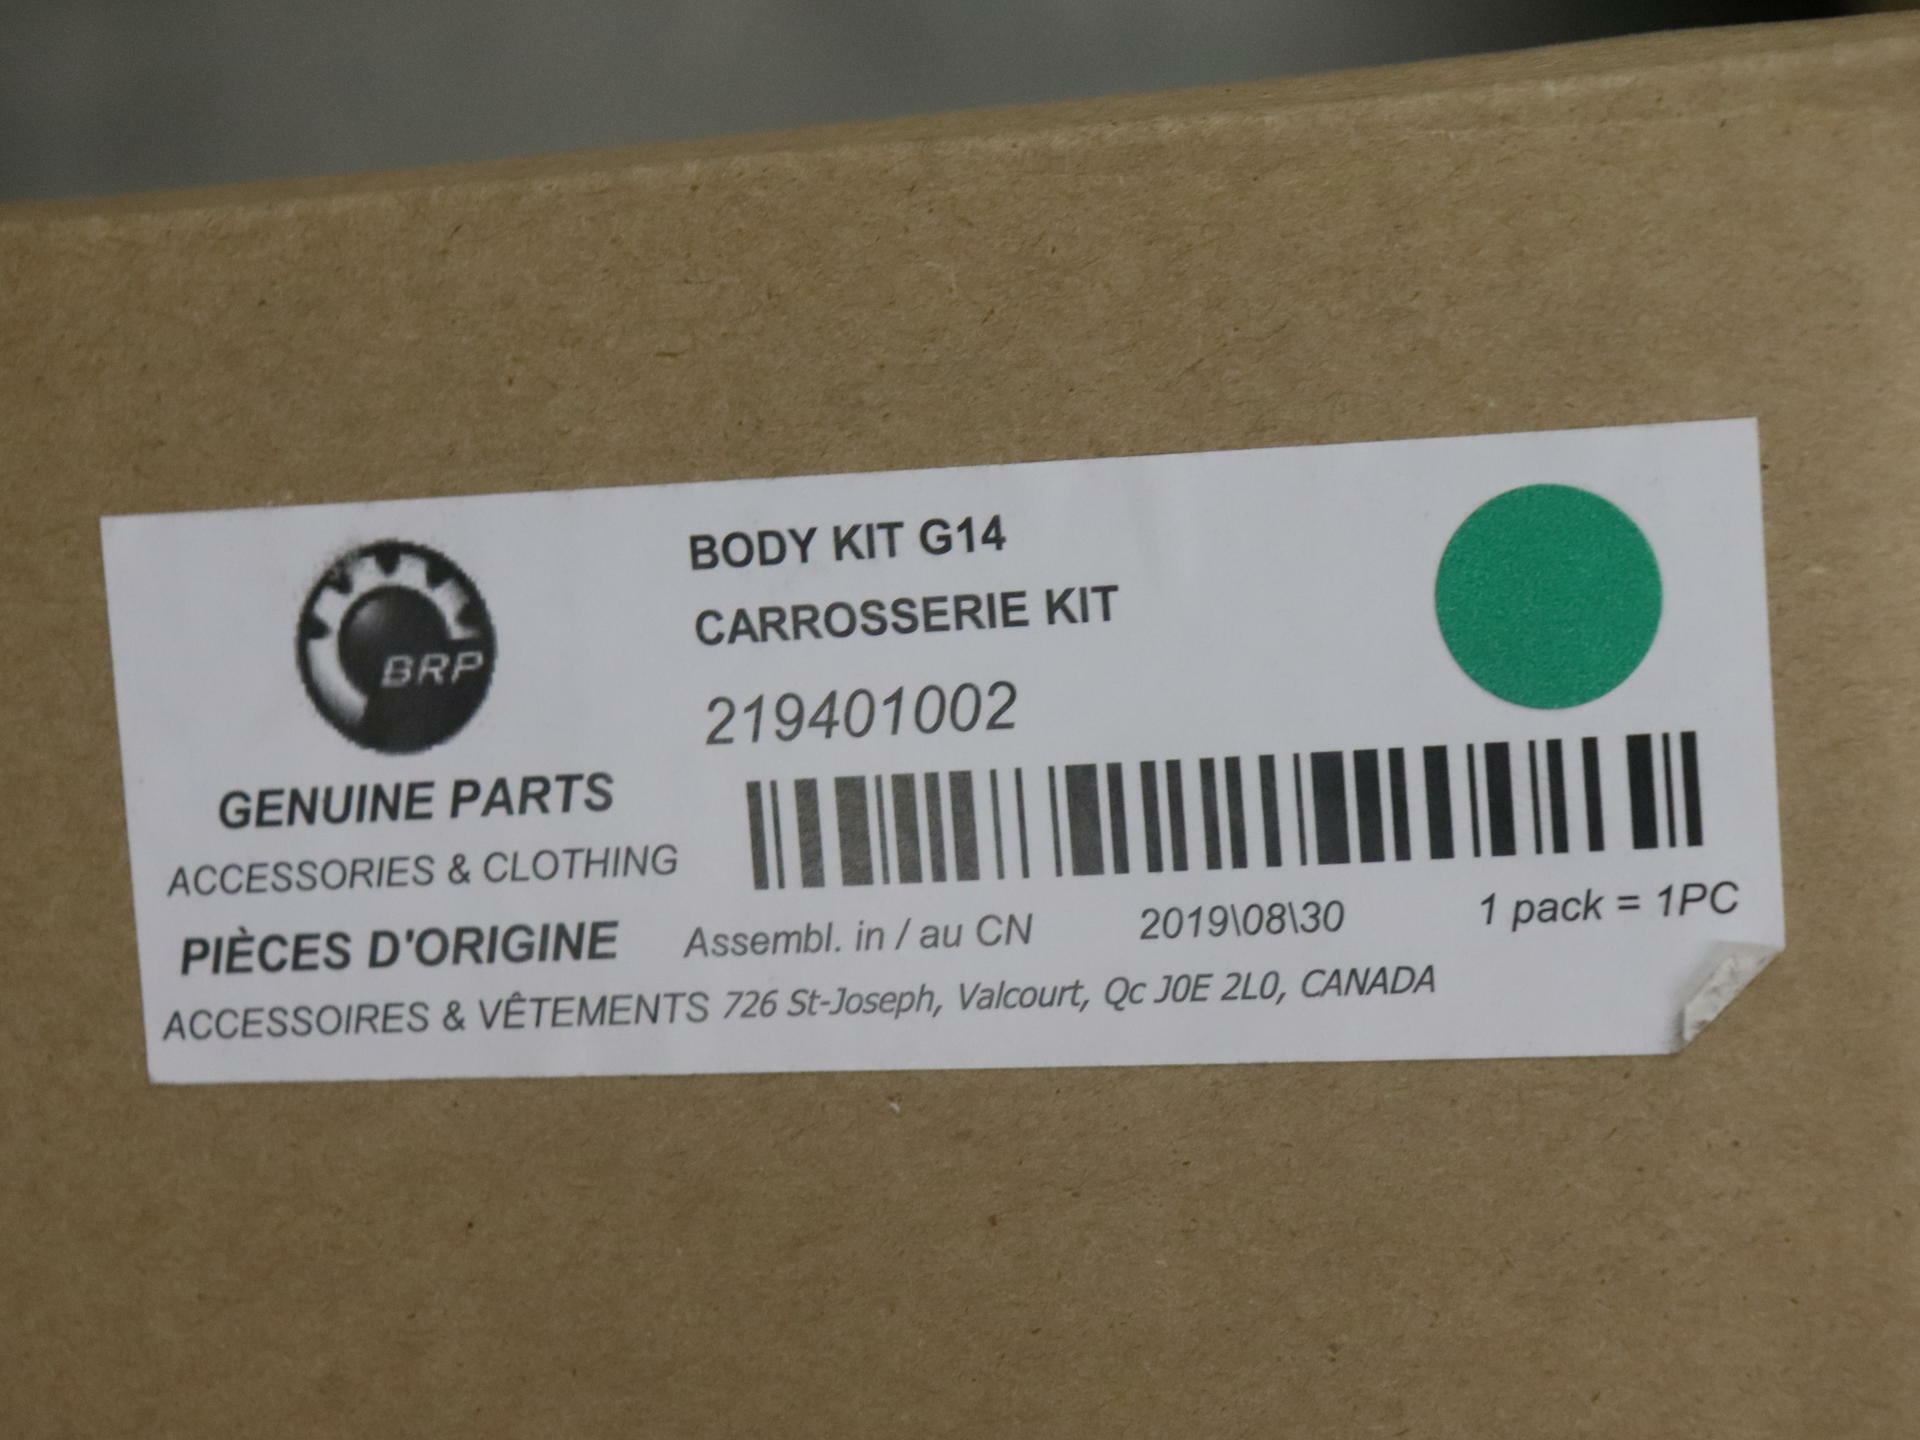 BRP
GENUINE PARTS
ACCESSORIES & CLOTHING
PIÈCES D'ORIGINE
ACCESSOIRES & VÊTEMENTS
BODY KIT G14
CARROSSERIE KIT
219401002
Assembl. in / au CN 2019\08\30 1 pack = 1PC
726 St-Joseph, Valcourt, Qc J0E 2L0, CANADA